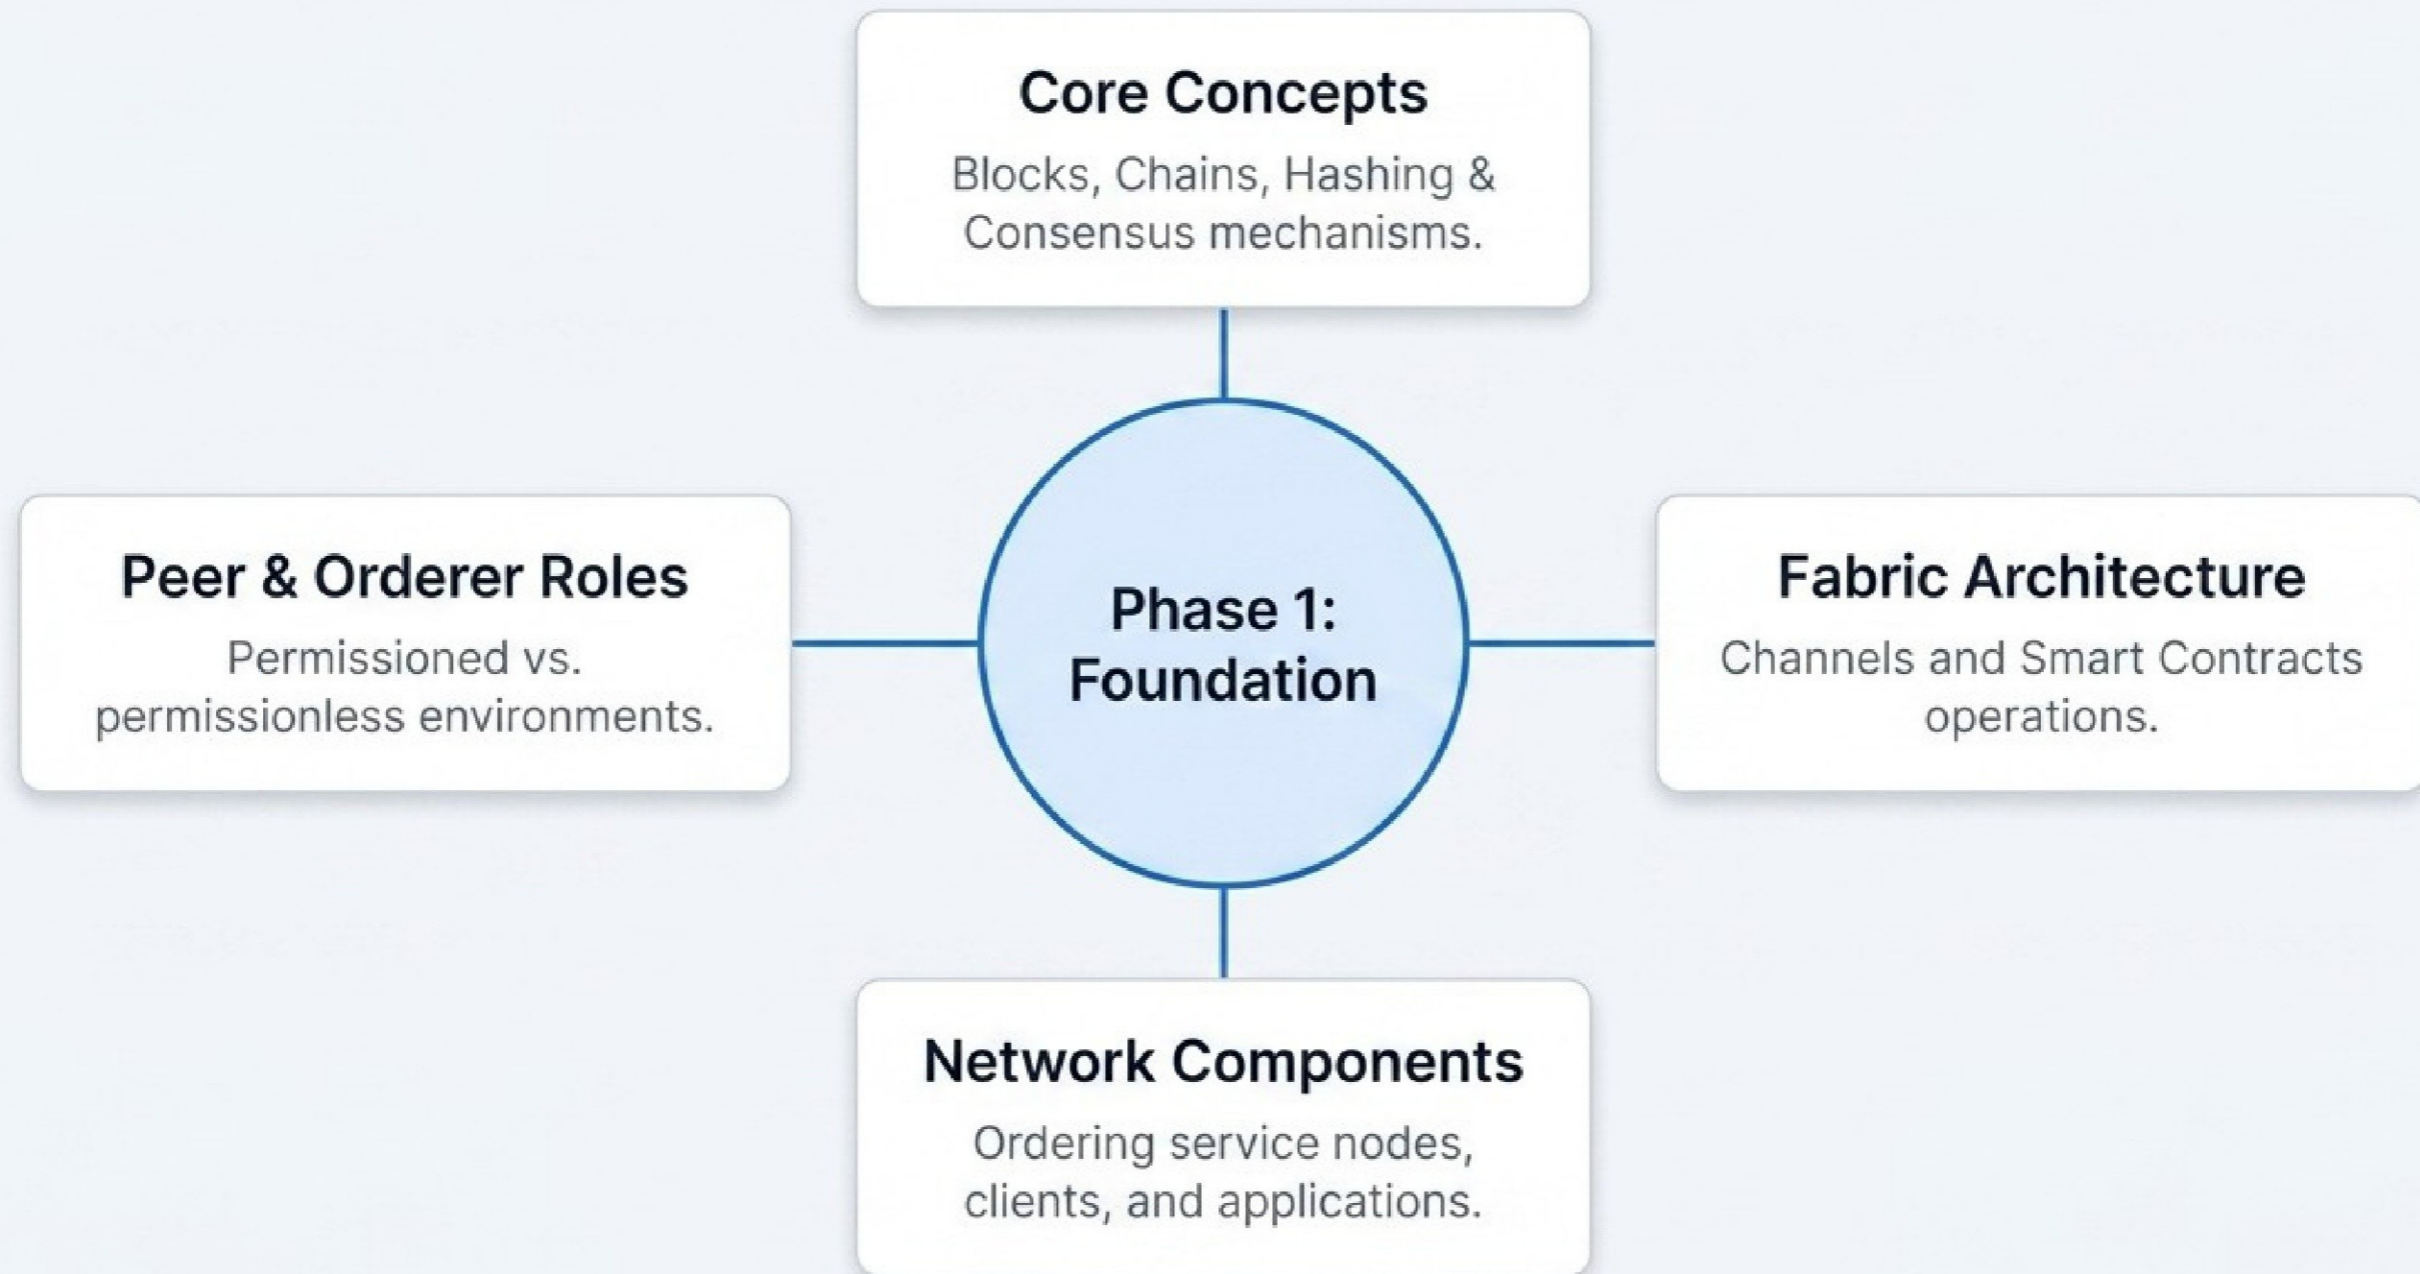 Core Concepts
Blocks, Chains, Hashing &
Consensus mechanisms.
Peer & Orderer Roles
Permissioned vs.
permissionless environments.
Phase 1:
Foundation
Fabric Architecture
Channels and Smart Contracts
operations.
Network Components
Ordering service nodes,
clients, and applications.